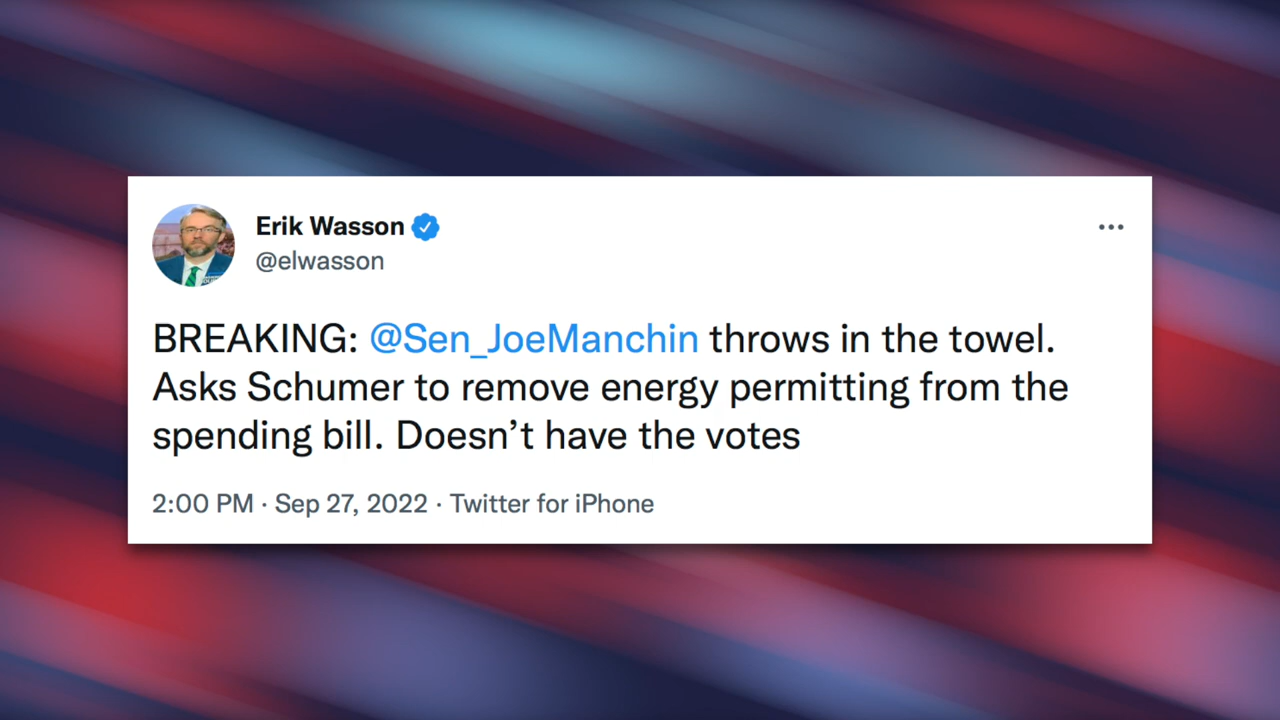 Erik Wasson
@elwasson
BREAKING: @Sen_JoeManchin throws in the towel.
Asks Schumer to remove energy permitting from the
spending bill. Doesn’t have the votes
2:00 PM · Sep 27, 2022 · Twitter for iPhone